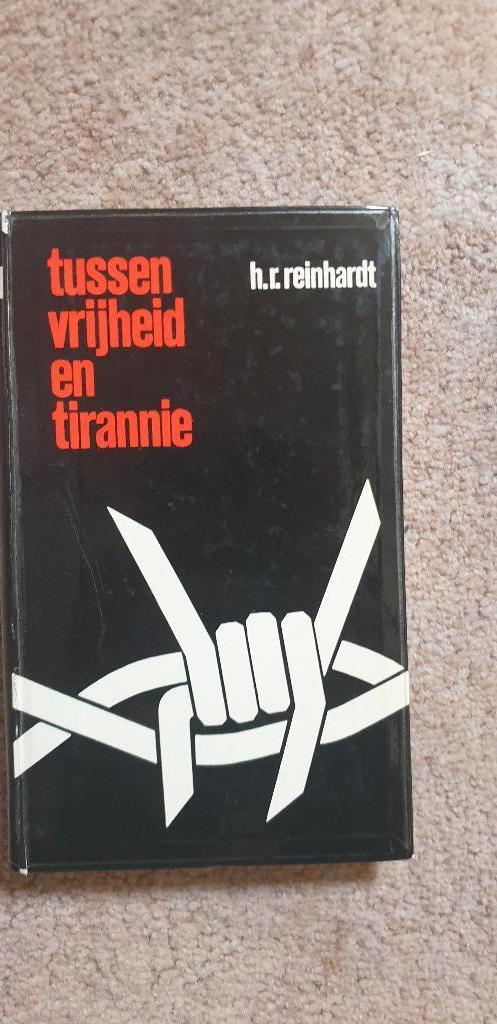 tussen
vrijheid
en
tirannie
h.r. reinhardt